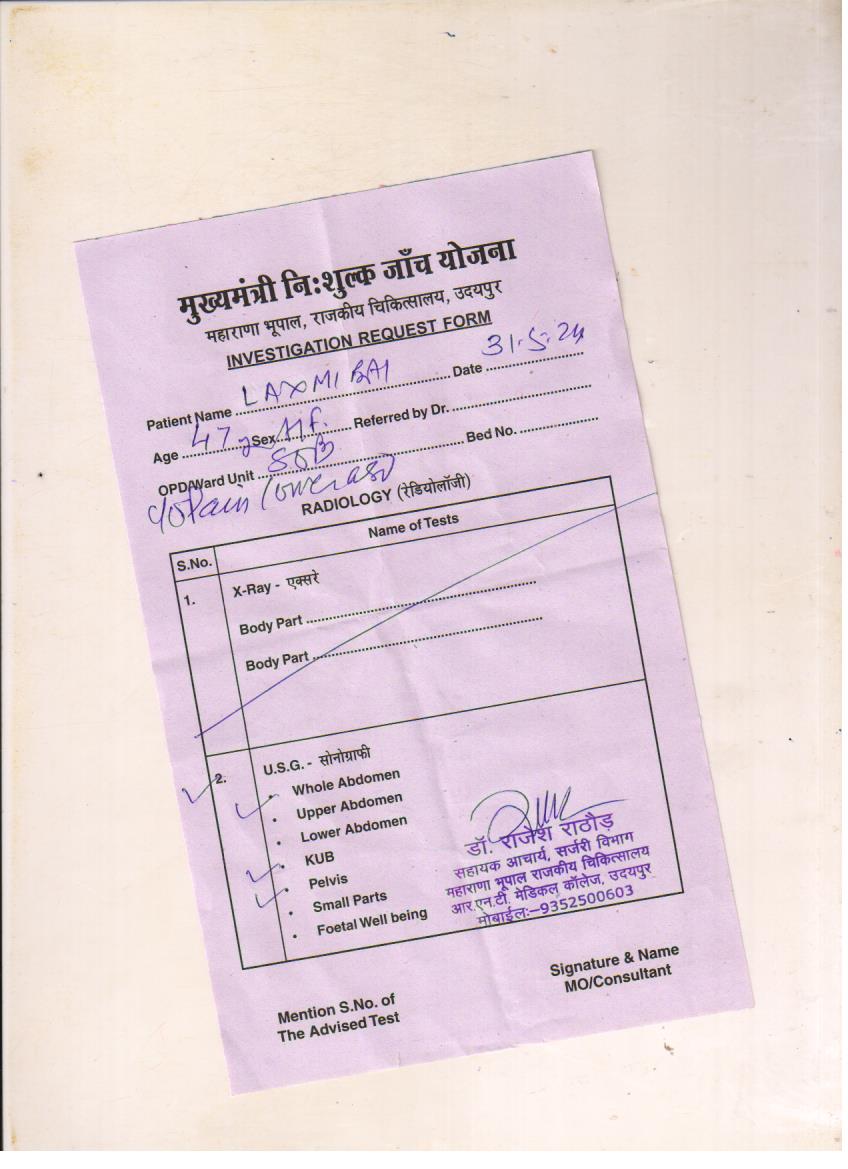 मुख्यमंत्री नि:शुल्क जाँच योजना
महाराणा भूपाल, राजकीय चिकित्सालय, उदयपुर
INVESTIGATION REQUEST FORM
Patient Name LAXMI BAI Date 31.5.24
Age 47 Sex Referred by Dr.
OPD/Ward Unit Bed No.
Pain
RADIOLOGY (रेडियोलॉजी)
S.No. Name of Tests
1. X-Ray - एक्सरे
Body Part
Body Part
2. U.S.G. - सोनोग्राफी
• Whole Abdomen
• Upper Abdomen
• Lower Abdomen
• KUB
• Pelvis
• Small Parts
• Foetal Well being
डॉ. राजेश राठौड़
सहायक आचार्य, सर्जरी विभाग
महाराणा भूपाल राजकीय चिकित्सालय
आर.एन.टी. मेडिकल कॉलेज, उदयपुर
मोबाईल:-9352500603
Signature & Name
MO/Consultant
Mention S.No. of
The Advised Test